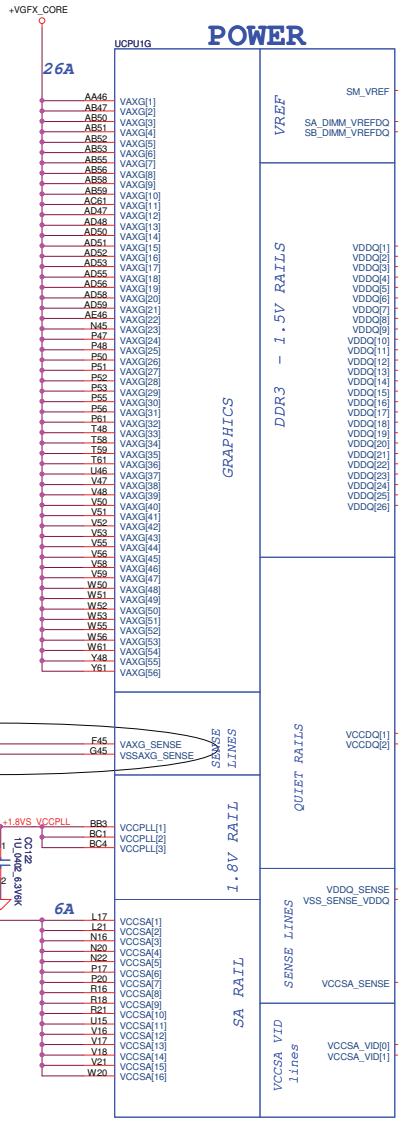 +VGFX_CORE
POWER
UCPU1G
26A
AA46 VAXG[1]
AB47 VAXG[2]
AB50 VAXG[3]
AB51 VAXG[4]
AB52 VAXG[5]
AB53 VAXG[6]
AB55 VAXG[7]
AB56 VAXG[8]
AB58 VAXG[9]
AB59 VAXG[10]
AC61 VAXG[11]
AD47 VAXG[12]
AD48 VAXG[13]
AD50 VAXG[14]
AD51 VAXG[15]
AD52 VAXG[16]
AD53 VAXG[17]
AD55 VAXG[18]
AD56 VAXG[19]
AD58 VAXG[20]
AD59 VAXG[21]
AE46 VAXG[22]
N45 VAXG[23]
P47 VAXG[24]
P48 VAXG[25]
P50 VAXG[26]
P51 VAXG[27]
P52 VAXG[28]
P53 VAXG[29]
P55 VAXG[30]
P56 VAXG[31]
P61 VAXG[32]
T48 VAXG[33]
T58 VAXG[34]
T59 VAXG[35]
T61 VAXG[36]
U46 VAXG[37]
V47 VAXG[38]
V48 VAXG[39]
V50 VAXG[40]
V51 VAXG[41]
V52 VAXG[42]
V53 VAXG[43]
V55 VAXG[44]
V56 VAXG[45]
V58 VAXG[46]
V59 VAXG[47]
W50 VAXG[48]
W51 VAXG[49]
W52 VAXG[50]
W53 VAXG[51]
W55 VAXG[52]
W56 VAXG[53]
W61 VAXG[54]
Y48 VAXG[55]
Y61 VAXG[56]
GRAPHICS
F45 VAXG_SENSE
G45 VSSAXG_SENSE
SENSE
LINES
+1.8VS_VCCPLL
BB3 VCCPLL[1]
BC1 VCCPLL[2]
BC4 VCCPLL[3]
1.8V RAIL
CC122
1U_0402_6.3V6K
1
2
6A
L17 VCCSA[1]
L21 VCCSA[2]
N16 VCCSA[3]
N20 VCCSA[4]
N22 VCCSA[5]
P17 VCCSA[6]
P20 VCCSA[7]
R16 VCCSA[8]
R18 VCCSA[9]
R21 VCCSA[10]
U15 VCCSA[11]
V16 VCCSA[12]
V17 VCCSA[13]
V18 VCCSA[14]
V21 VCCSA[15]
W20 VCCSA[16]
SA RAIL
VREF
SM_VREF
SA_DIMM_VREFDQ
SB_DIMM_VREFDQ
DDR3 - 1.5V RAILS
VDDQ[1]
VDDQ[2]
VDDQ[3]
VDDQ[4]
VDDQ[5]
VDDQ[6]
VDDQ[7]
VDDQ[8]
VDDQ[9]
VDDQ[10]
VDDQ[11]
VDDQ[12]
VDDQ[13]
VDDQ[14]
VDDQ[15]
VDDQ[16]
VDDQ[17]
VDDQ[18]
VDDQ[19]
VDDQ[20]
VDDQ[21]
VDDQ[22]
VDDQ[23]
VDDQ[24]
VDDQ[25]
VDDQ[26]
QUIET RAILS
VCCDQ[1]
VCCDQ[2]
SENSE LINES
VDDQ_SENSE
VSS_SENSE_VDDQ
VCCSA_SENSE
VCCSA VID
lines
VCCSA_VID[0]
VCCSA_VID[1]